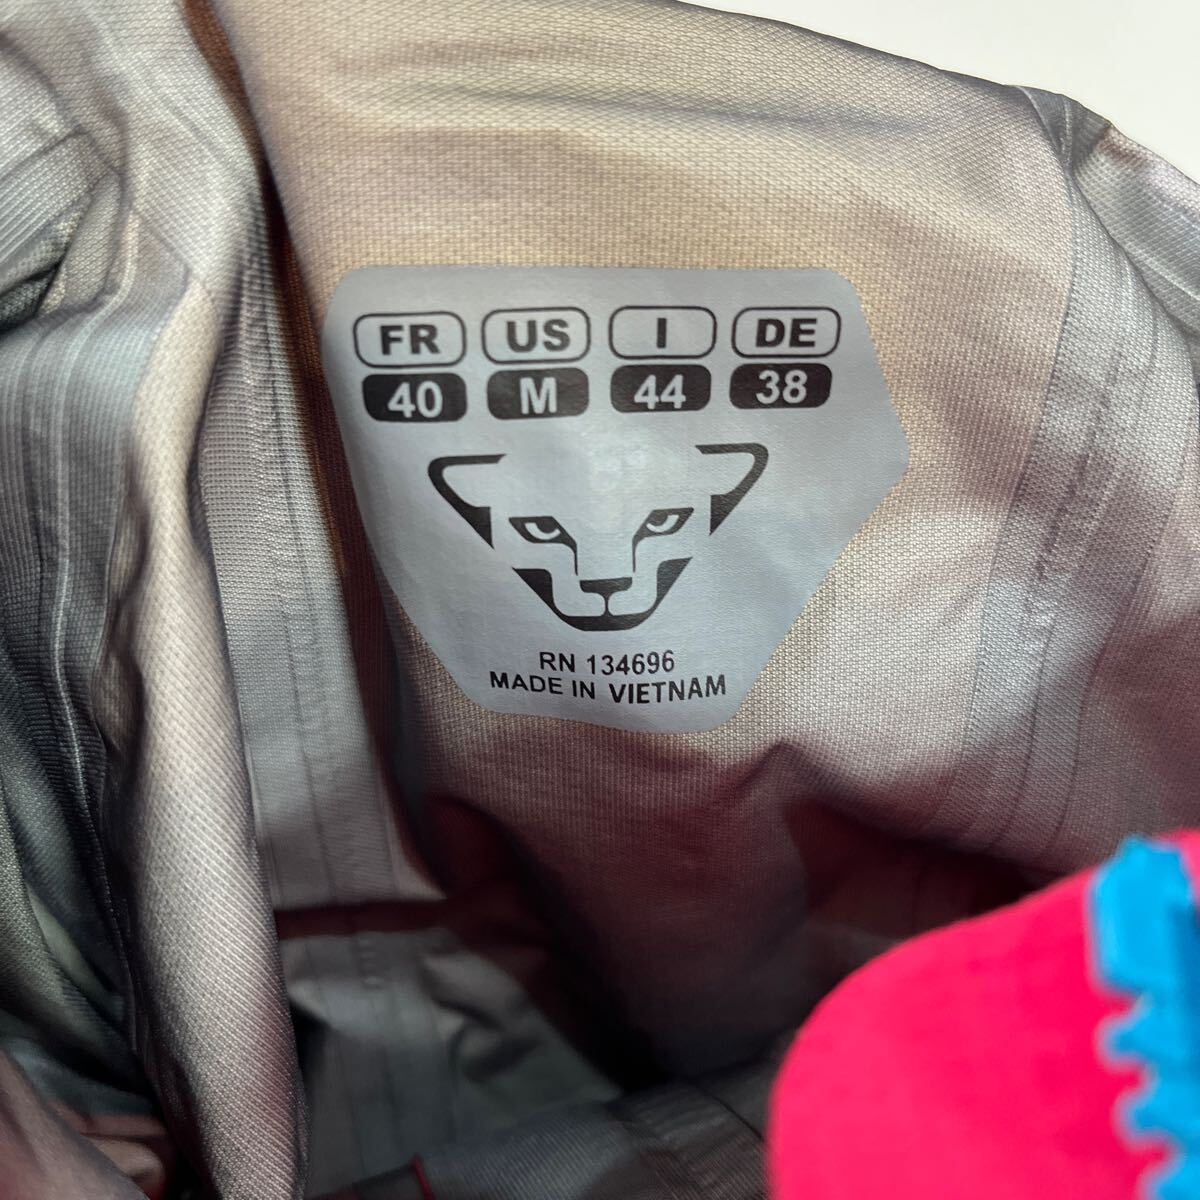 FR US I DE
40 M 44 38
RN 134696
MADE IN VIETNAM